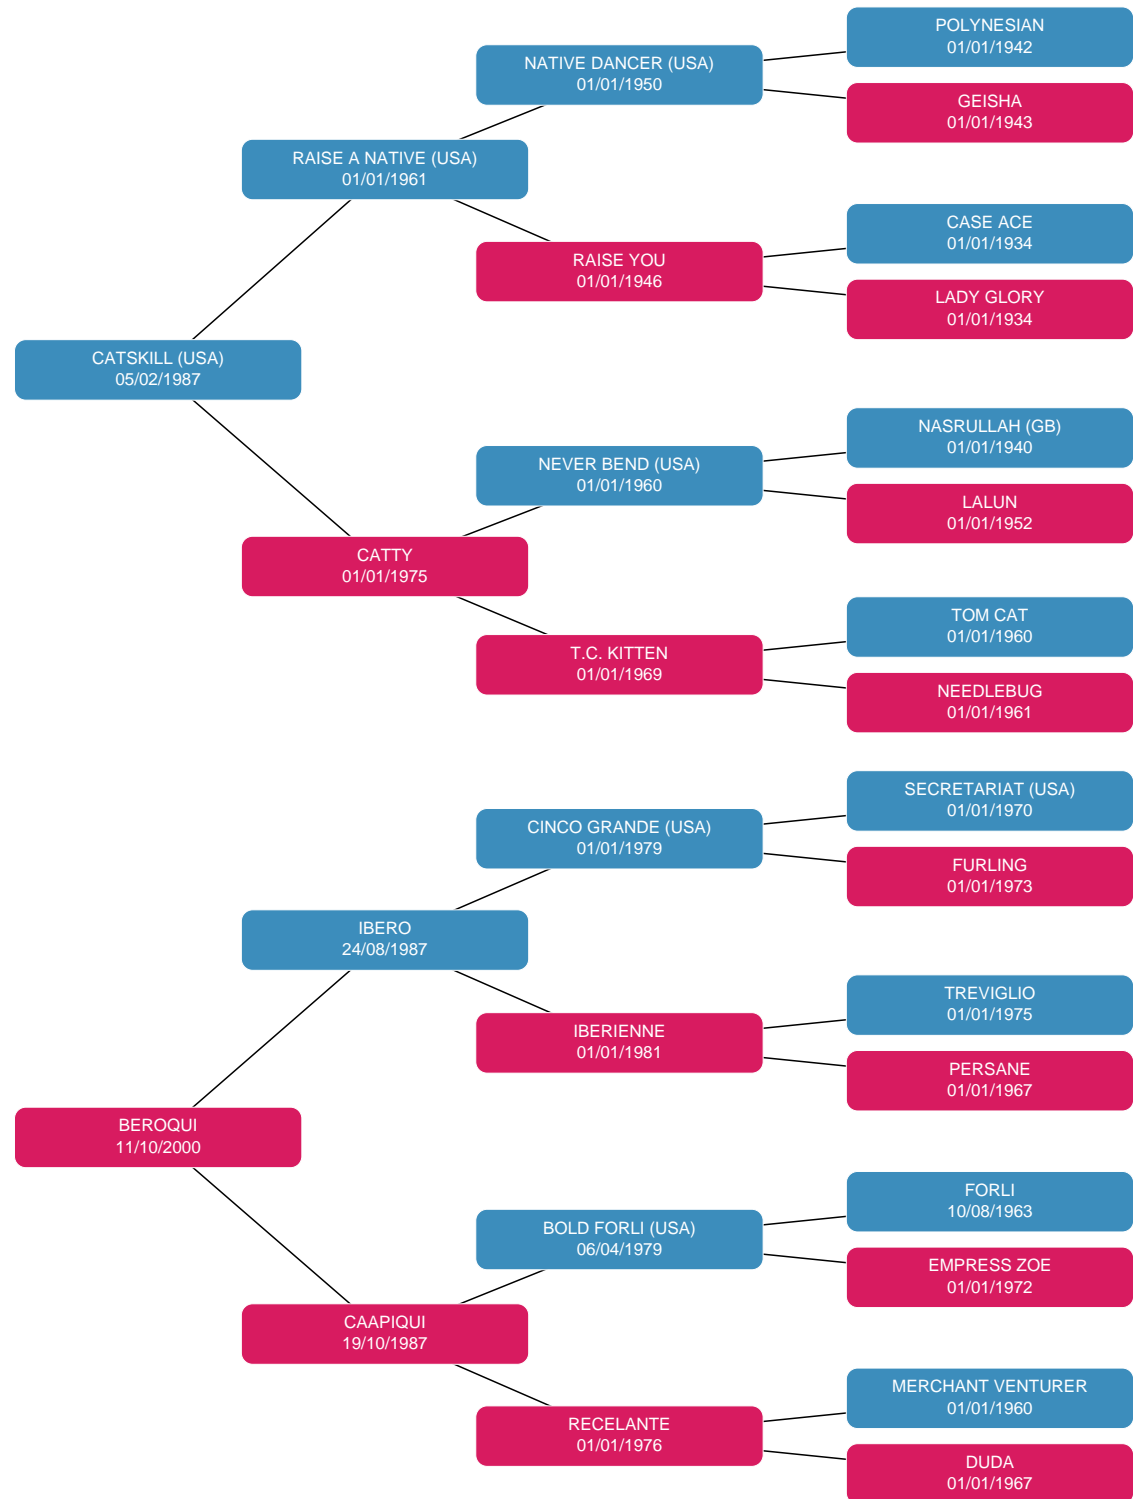 POLYNESIAN
01/01/1942
NATIVE DANCER (USA)
01/01/1950
GEISHA
01/01/1943
RAISE A NATIVE (USA)
01/01/1961
CASE ACE
01/01/1934
RAISE YOU
01/01/1946
LADY GLORY
01/01/1934
CATSKILL (USA)
05/02/1987
NASRULLAH (GB)
01/01/1940
NEVER BEND (USA)
01/01/1960
LALUN
01/01/1952
CATTY
01/01/1975
TOM CAT
01/01/1960
T.C. KITTEN
01/01/1969
NEEDLEBUG
01/01/1961
SECRETARIAT (USA)
01/01/1970
CINCO GRANDE (USA)
01/01/1979
FURLING
01/01/1973
IBERO
24/08/1987
TREVIGLIO
01/01/1975
IBERIENNE
01/01/1981
PERSANE
01/01/1967
BEROQUI
11/10/2000
FORLI
10/08/1963
BOLD FORLI (USA)
06/04/1979
EMPRESS ZOE
01/01/1972
CAAPIQUI
19/10/1987
MERCHANT VENTURER
01/01/1960
RECELANTE
01/01/1976
DUDA
01/01/1967